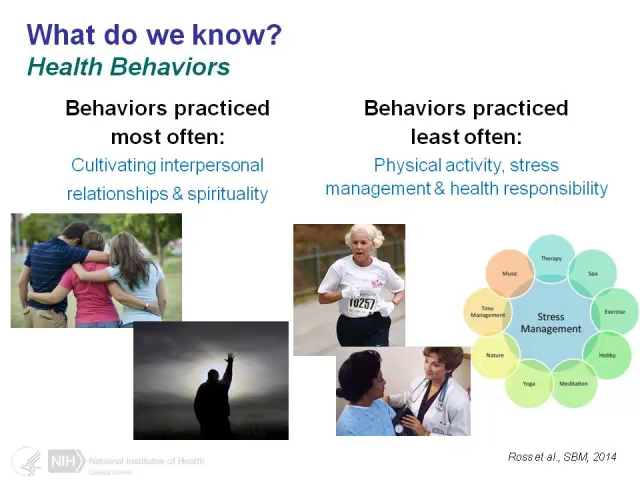 What do we know?
Health Behaviors
Behaviors practiced
most often:
Cultivating interpersonal
relationships & spirituality
Behaviors practiced
least often:
Physical activity, stress
management & health responsibility
10257
Therapy
Spa
Exercise
Hobby
Meditation
Yoga
Nature
Time
Management
Music
Stress
Management
NIH
National Institutes of Health
Clinical Center
Ross et al., SBM, 2014